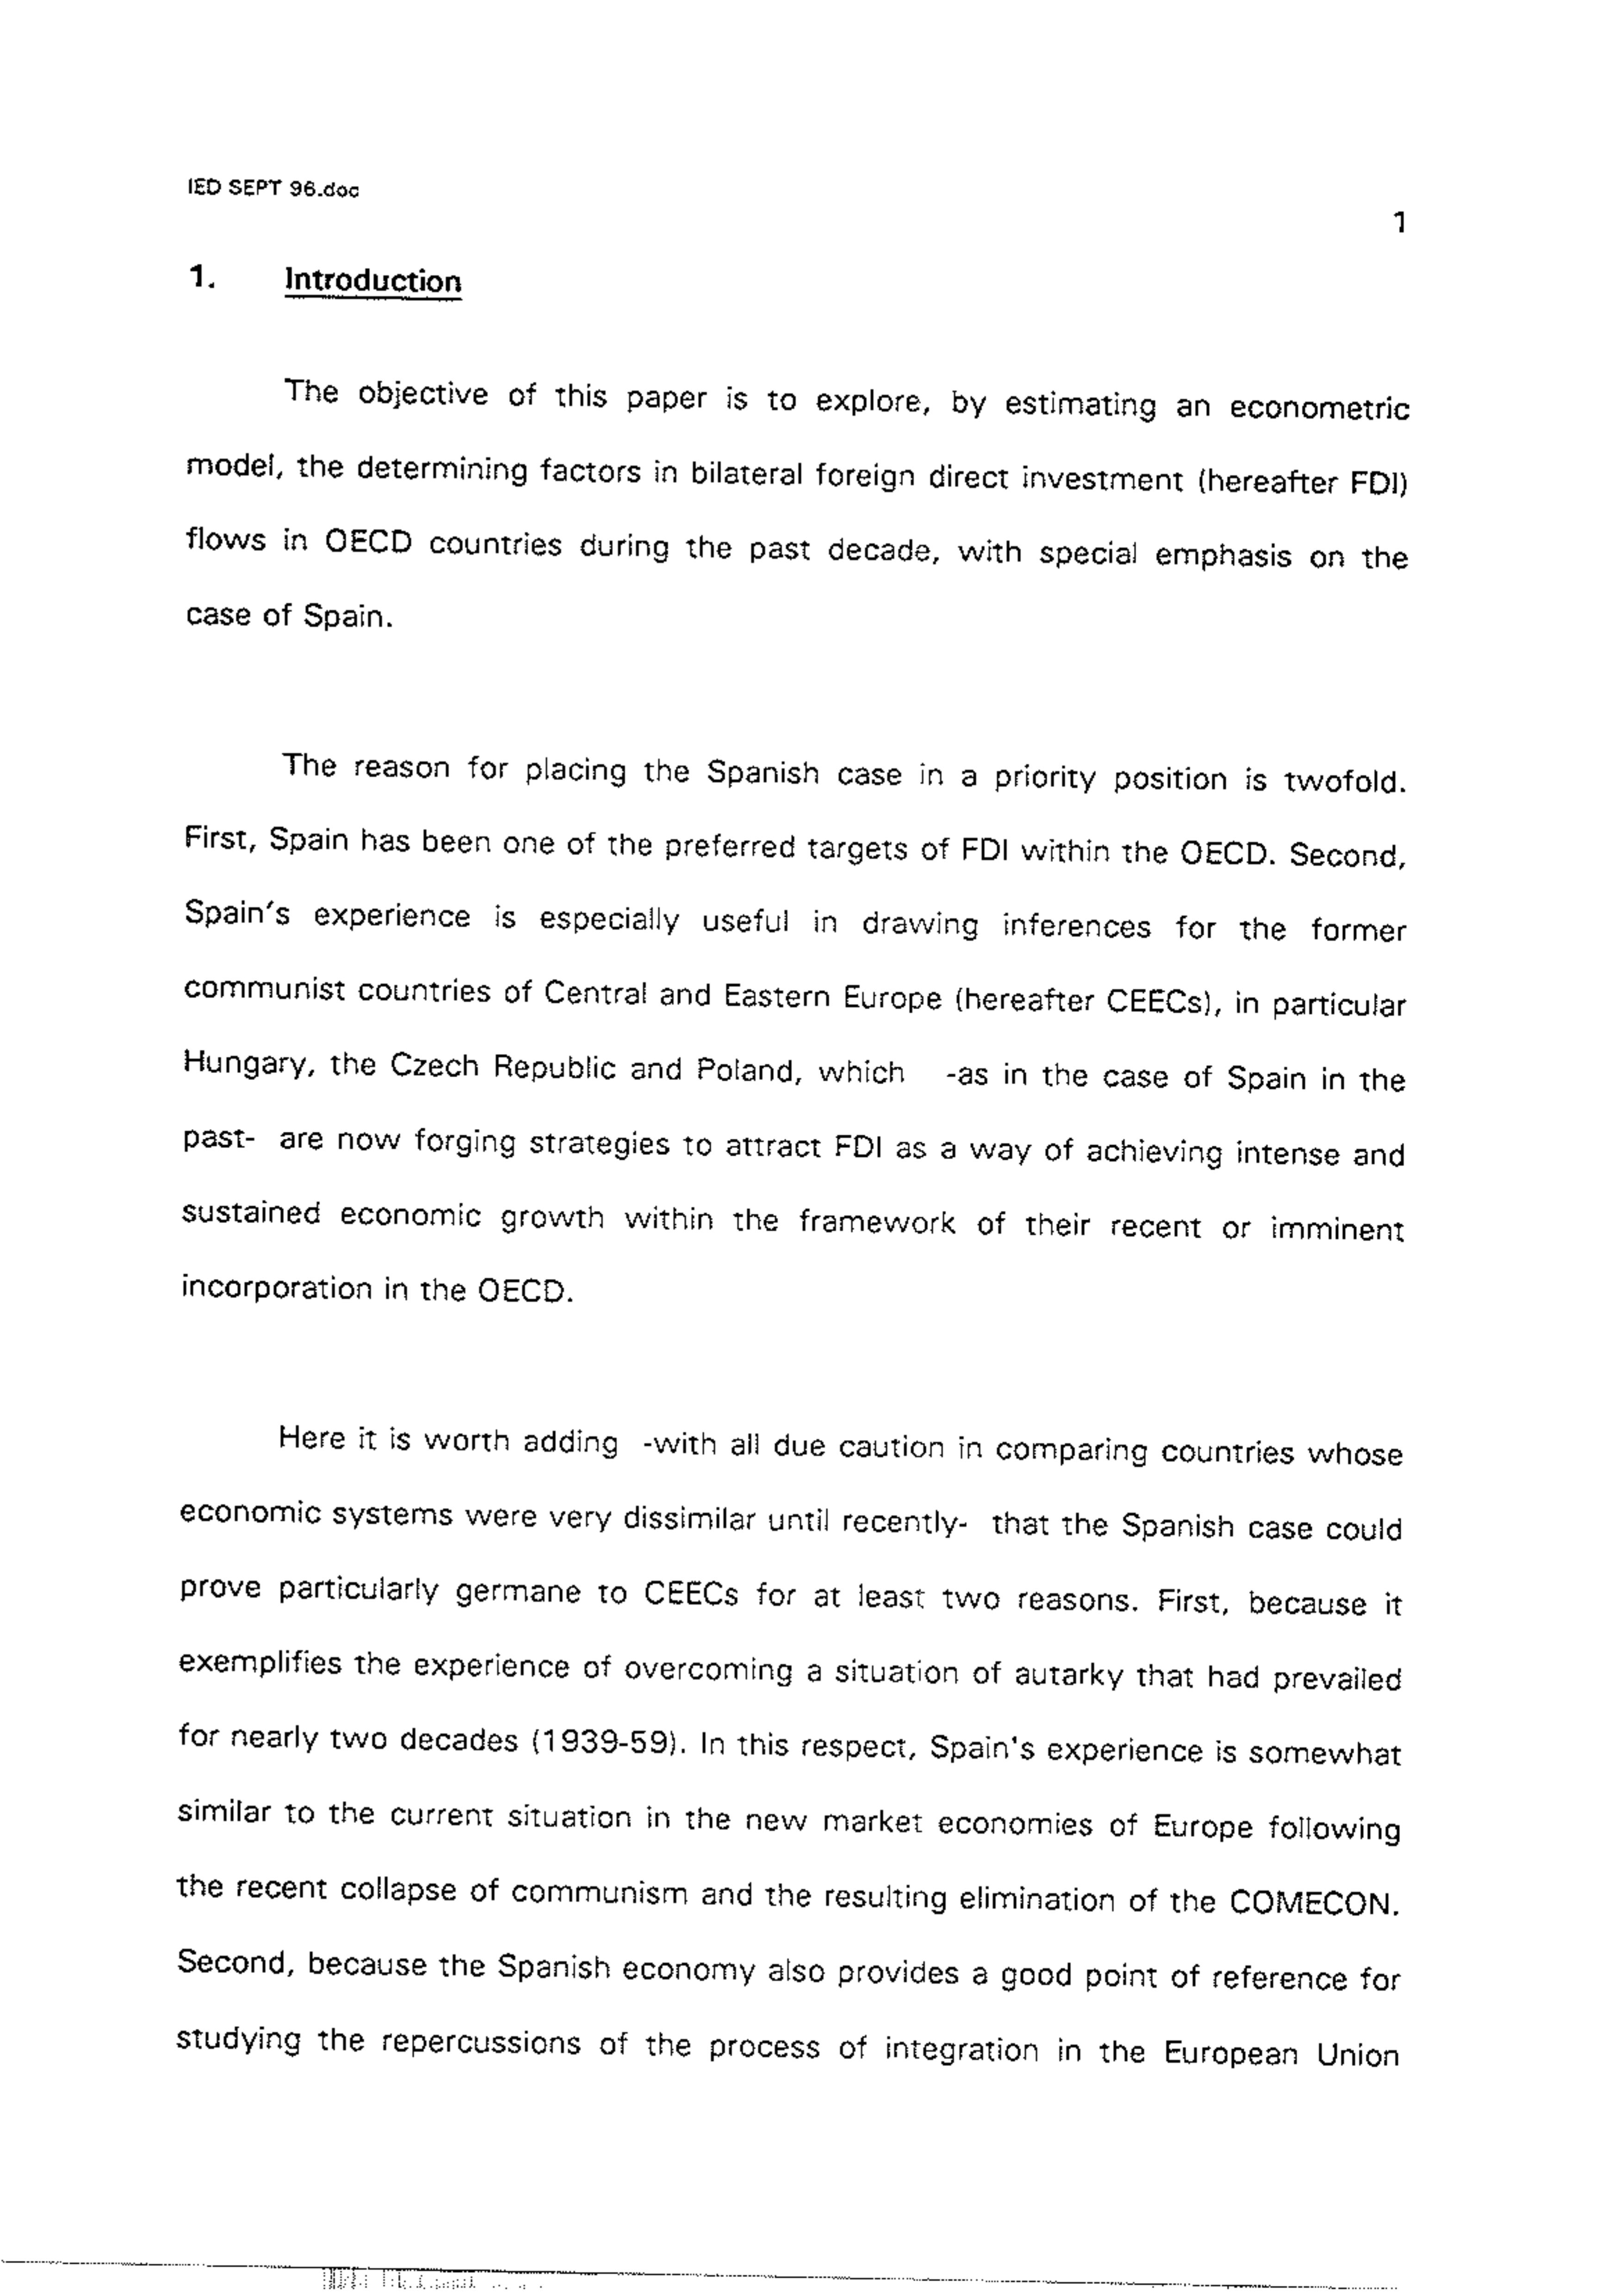 IED SEPT 96.doc
1
1. Introduction
The objective of this paper is to explore, by estimating an econometric
model, the determining factors in bilateral foreign direct investment (hereafter FDI)
flows in OECD countries during the past decade, with special emphasis on the
case of Spain.
The reason for placing the Spanish case in a priority position is twofold.
First, Spain has been one of the preferred targets of FDI within the OECD. Second,
Spain's experience is especially useful in drawing inferences for the former
communist countries of Central and Eastern Europe (hereafter CEECs), in particular
Hungary, the Czech Republic and Poland, which -as in the case of Spain in the
past- are now forging strategies to attract FDI as a way of achieving intense and
sustained economic growth within the framework of their recent or imminent
incorporation in the OECD.
Here it is worth adding -with all due caution in comparing countries whose
economic systems were very dissimilar until recently- that the Spanish case could
prove particularly germane to CEECs for at least two reasons. First, because it
exemplifies the experience of overcoming a situation of autarky that had prevailed
for nearly two decades (1939-59). In this respect, Spain's experience is somewhat
similar to the current situation in the new market economies of Europe following
the recent collapse of communism and the resulting elimination of the COMECON.
Second, because the Spanish economy also provides a good point of reference for
studying the repercussions of the process of integration in the European Union